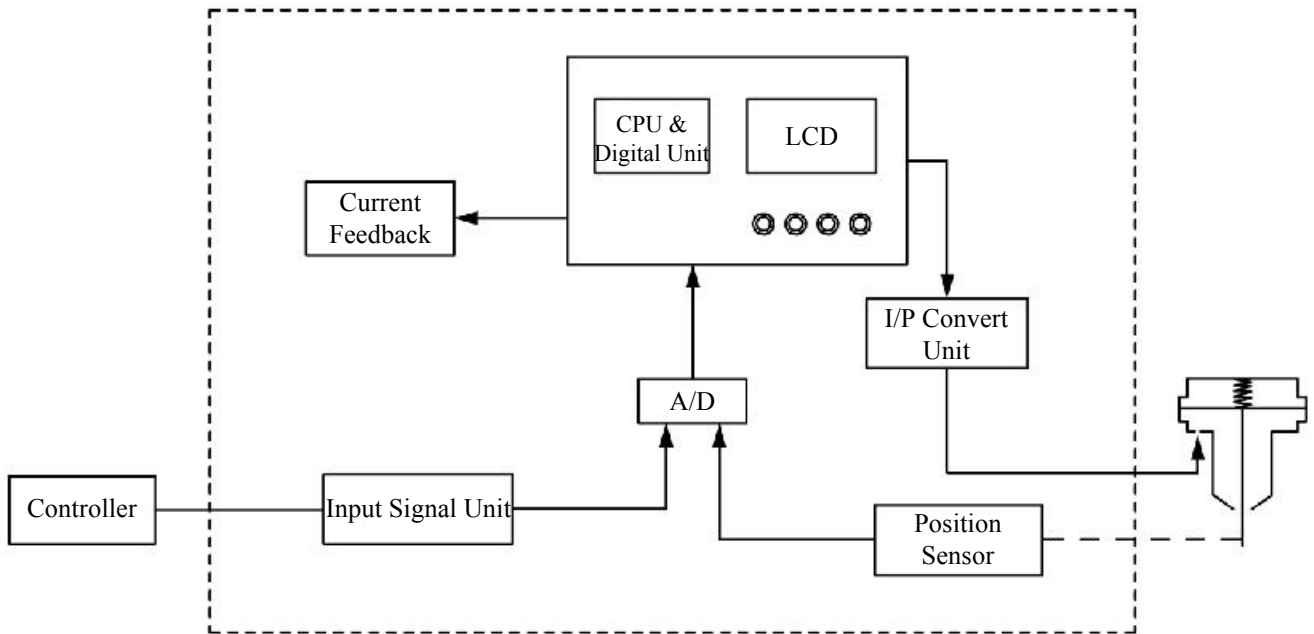 CPU &
Digital Unit
LCD
Current
Feedback
I/P Convert
Unit
A/D
Controller
Input Signal Unit
Position
Sensor